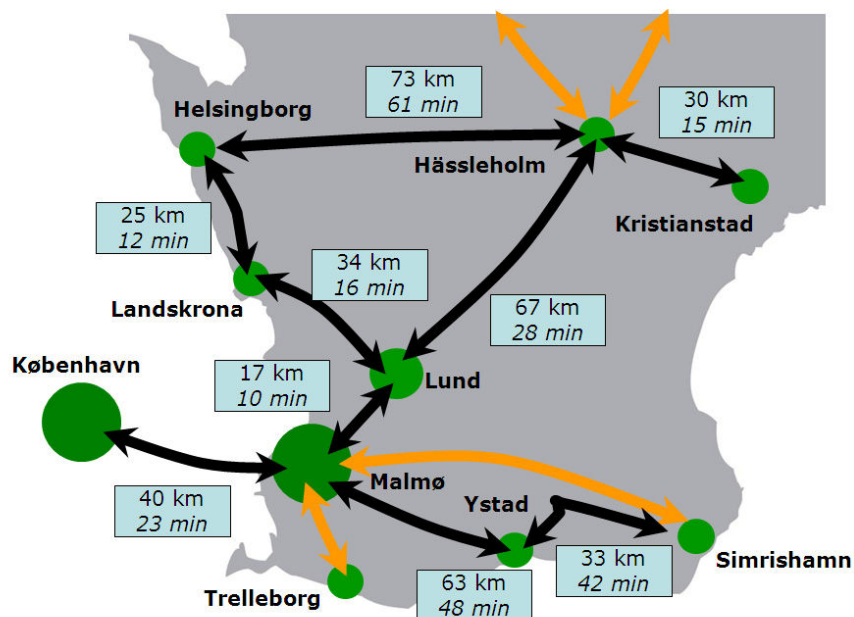 73 km
61 min
Helsingborg
30 km
15 min
Hässleholm
Kristianstad
25 km
12 min
34 km
16 min
Landskrona
67 km
28 min
København
17 km
10 min
Lund
Malmø
40 km
23 min
Ystad
33 km
42 min
Simrishamn
63 km
48 min
Trelleborg